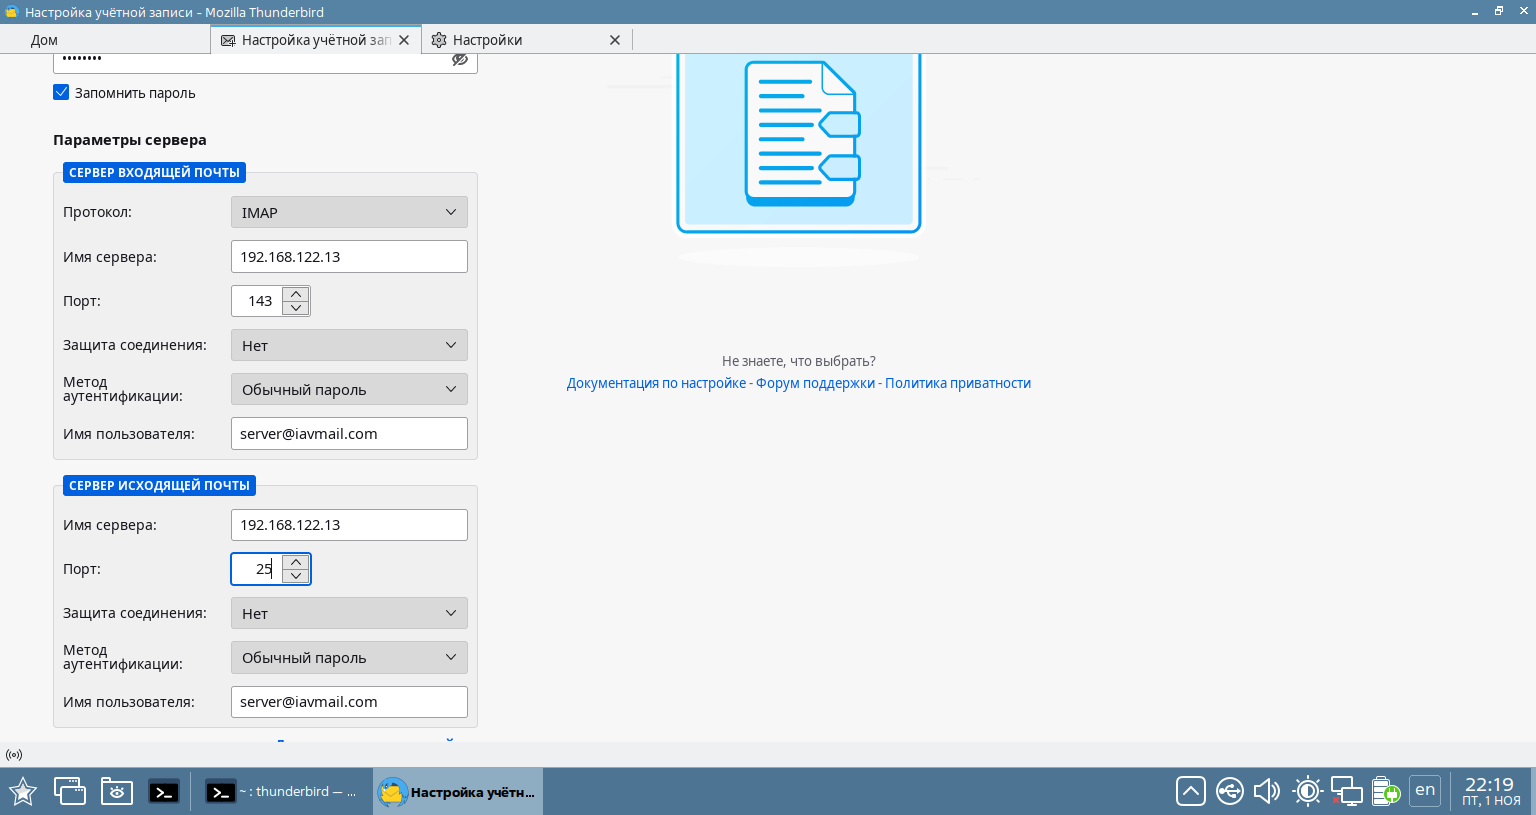 Настройка учётной записи - Mozilla Thunderbird
Дом
Настройка учётной зап
Настройки
••••••••
Запомнить пароль
Параметры сервера
СЕРВЕР ВХОДЯЩЕЙ ПОЧТЫ
Протокол: IMAP
Имя сервера: 192.168.122.13
Порт: 143
Защита соединения: Нет
Метод аутентификации: Обычный пароль
Имя пользователя: server@iavmail.com
СЕРВЕР ИСХОДЯЩЕЙ ПОЧТЫ
Имя сервера: 192.168.122.13
Порт: 25
Защита соединения: Нет
Метод аутентификации: Обычный пароль
Имя пользователя: server@iavmail.com
Не знаете, что выбрать?
Документация по настройке - Форум поддержки - Политика приватности
~ : thunderbird — ...
Настройка учётн...
en
22:19
ПТ, 1 НОЯ